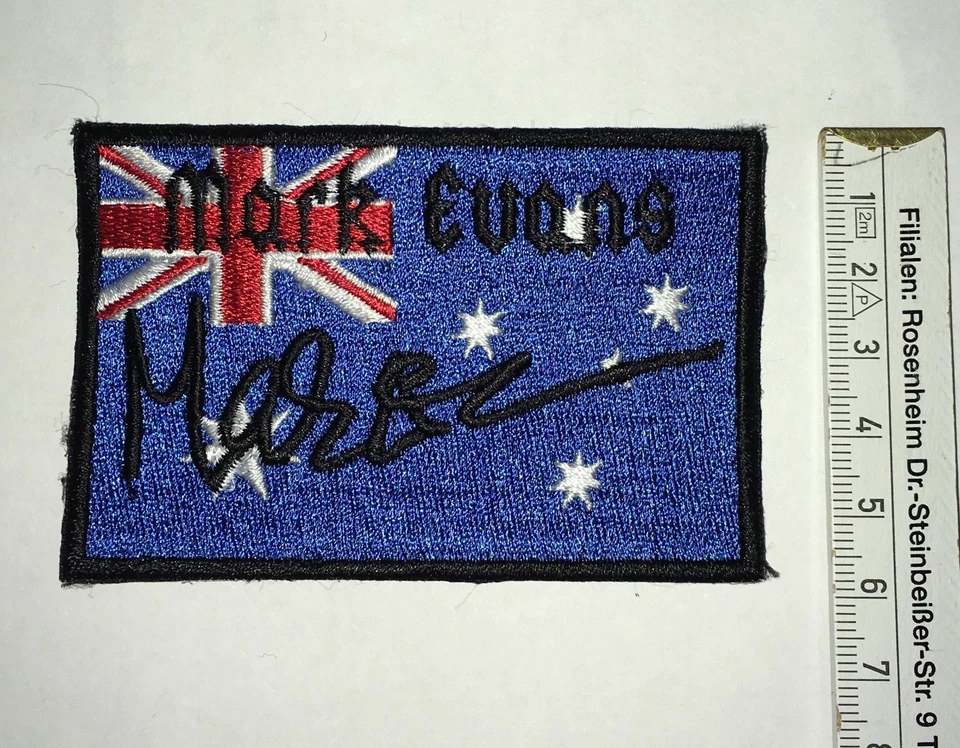 Mark Evans
1 2m
2 P
3
4
5
6
7
Filialen: Rosenheim Dr.-Steinbeißer-Str. 9